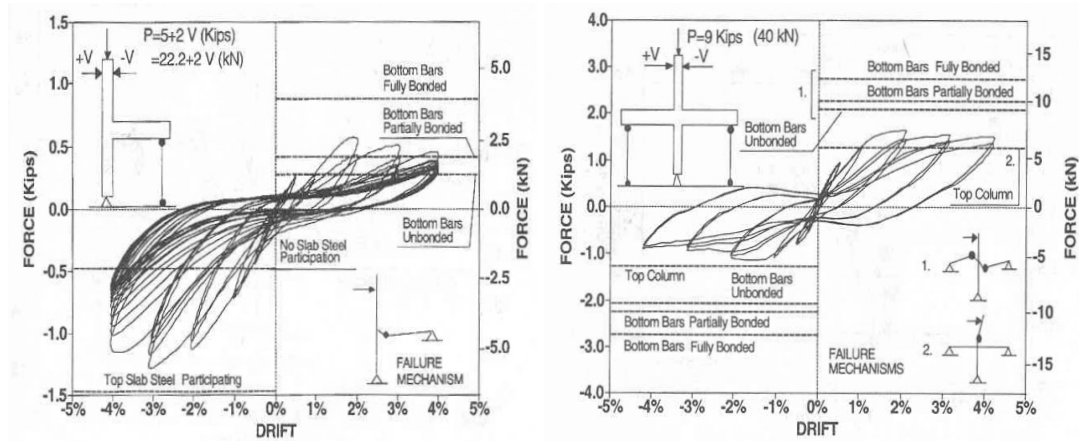 P=5+2 V (Kips)
=22.2+2 V (kN)
+V
-V
Bottom Bars
Fully Bonded
Bottom Bars
Partially Bonded
Bottom Bars
Unbonded
No Slab Steel
Participation
Top Slab Steel Participating
FAILURE
MECHANISM
1.5
1.0
0.5
0.0
-0.5
-1.0
-1.5
FORCE (Kips)
5.0
2.5
0.0
-2.5
-5.0
FORCE (kN)
-5% -4% -3% -2% -1% 0% 1% 2% 3% 4% 5%
DRIFT
P=9 Kips (40 kN)
+V
-V
1.
Bottom Bars Fully Bonded
Bottom Bars Partially Bonded
Bottom Bars
Unbonded
2.
Top Column
Top Column
Bottom Bars
Unbonded
Bottom Bars Partially Bonded
Bottom Bars Fully Bonded
1.
2.
FAILURE
MECHANISMS
4.0
3.0
2.0
1.0
0.0
-1.0
-2.0
-3.0
-4.0
FORCE (Kips)
15
10
5
0
-5
-10
-15
FORCE (kN)
-5% -4% -3% -2% -1% 0% 1% 2% 3% 4% 5%
DRIFT